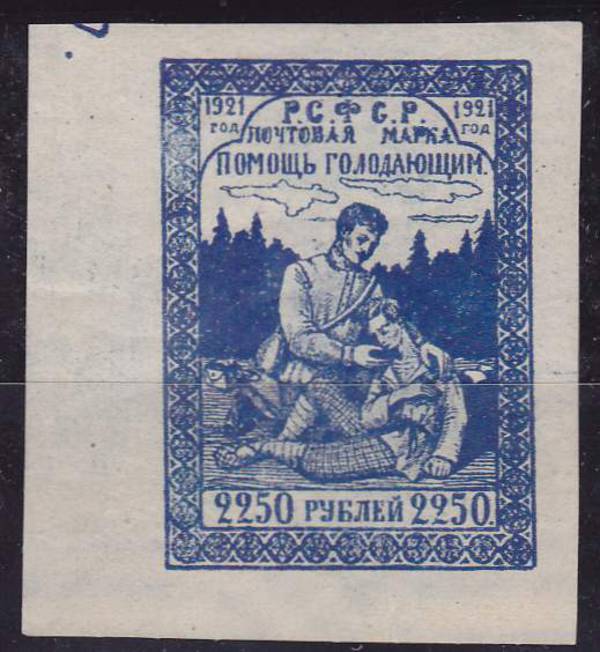 1921 Р.С.Ф.С.Р. 1921
ГОД ПОЧТОВАЯ МАРКА ГОД
ПОМОЩЬ ГОЛОДАЮЩИМ.
2250 РУБЛЕЙ 2250.